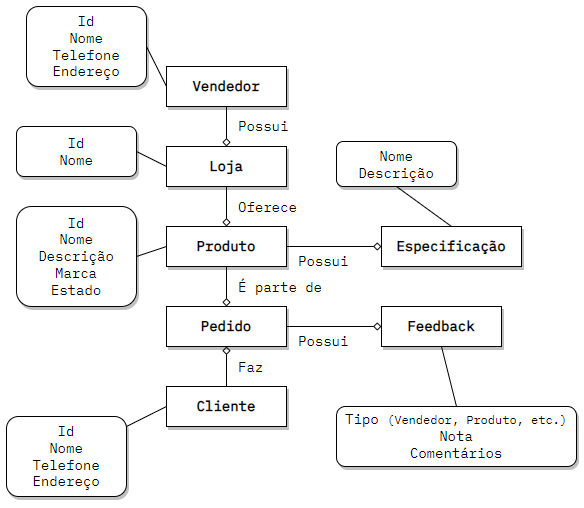 Id
Nome
Telefone
Endereço
Vendedor
Possui
Id
Nome
Loja
Nome
Descrição
Oferece
Id
Nome
Descrição
Marca
Estado
Produto
Possui
Especificação
É parte de
Pedido
Possui
Feedback
Faz
Cliente
Tipo (Vendedor, Produto, etc.)
Nota
Comentários
Id
Nome
Telefone
Endereço